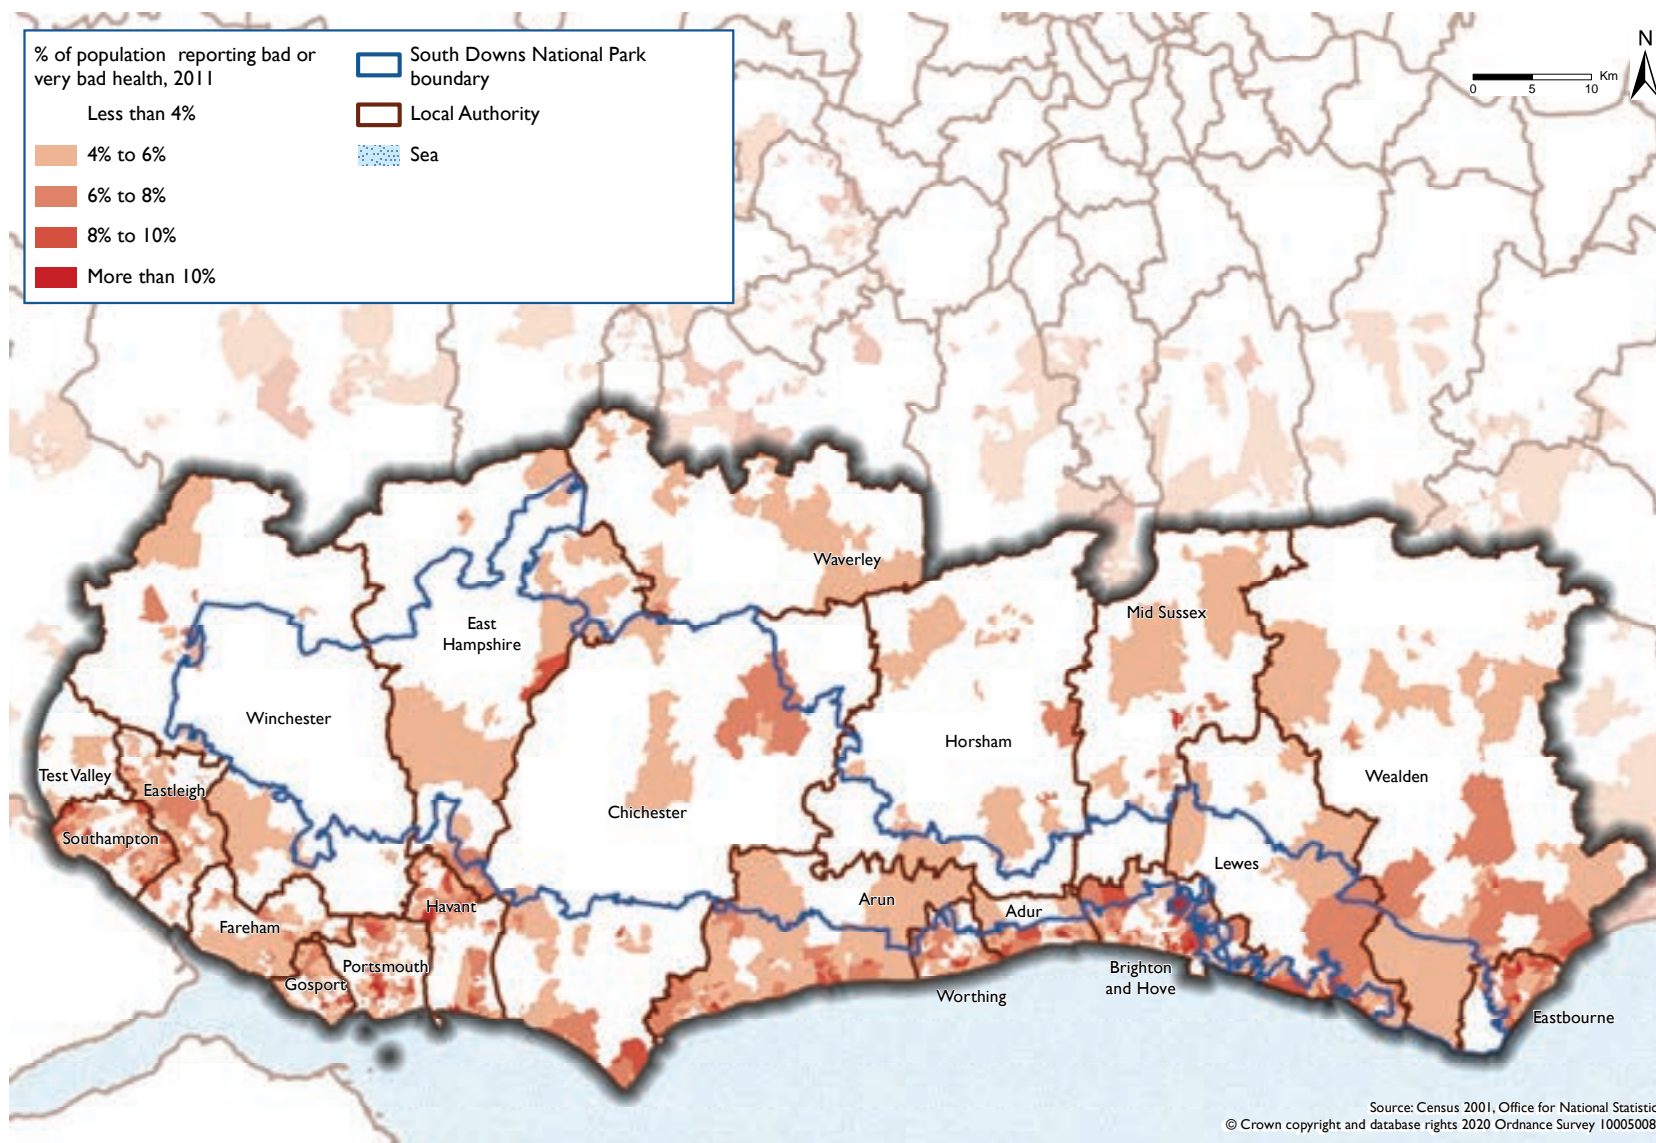 % of population reporting bad or
very bad health, 2011
Less than 4%
4% to 6%
6% to 8%
8% to 10%
More than 10%
South Downs National Park
boundary
Local Authority
Sea
N
Km
0 5 10
Waverley
Mid Sussex
East
Hampshire
Winchester
Horsham
Test Valley
Eastleigh
Wealden
Chichester
Southampton
Lewes
Arun
Havant
Adur
Fareham
Portsmouth
Gosport
Brighton
and Hove
Worthing
Eastbourne
Source: Census 2001, Office for National Statistic
© Crown copyright and database rights 2020 Ordnance Survey 10005008